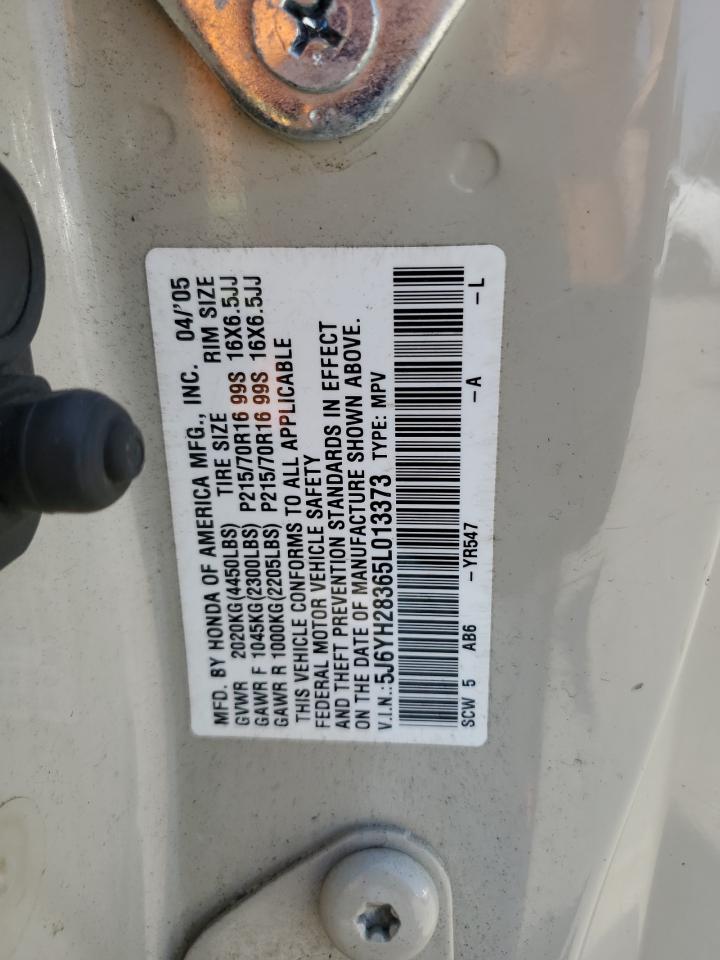 MFD. BY HONDA OF AMERICA MFG., INC. 04/'05
GVWR 2020KG(4450LBS) TIRE SIZE RIM SIZE
GAWR F 1045KG(2300LBS) P215/70R16 99S 16X6.5JJ
GAWR R 1000KG(2205LBS) P215/70R16 99S 16X6.5JJ
THIS VEHICLE CONFORMS TO ALL APPLICABLE
FEDERAL MOTOR VEHICLE SAFETY
AND THEFT PREVENTION STANDARDS IN EFFECT
ON THE DATE OF MANUFACTURE SHOWN ABOVE.
V.I.N.:5J6YH28365L013373 TYPE: MPV
SCW 5 AB6 -YR547 -A -L